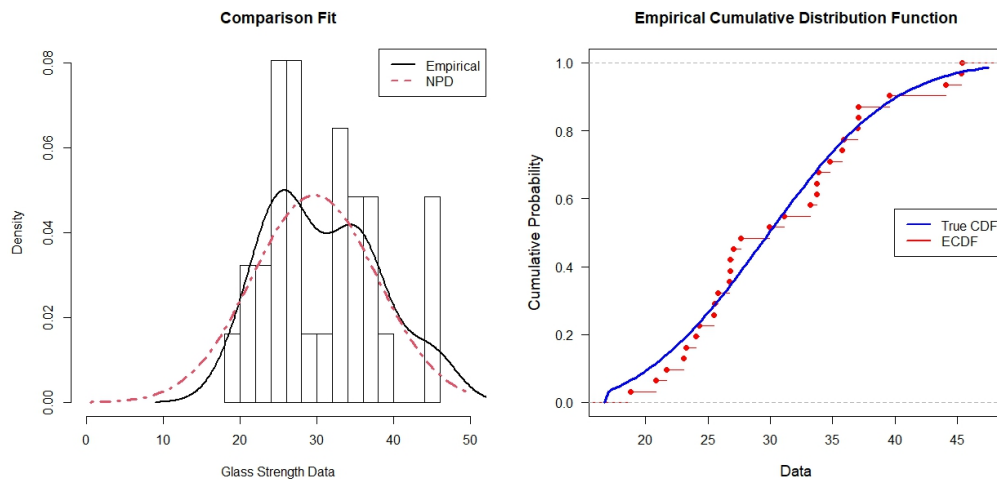 Comparison Fit
Empirical
NPD
Density
0.00
0.02
0.04
0.06
0.08
0
10
20
30
40
50
Glass Strength Data
Empirical Cumulative Distribution Function
True CDF
ECDF
Cumulative Probability
0.0
0.2
0.4
0.6
0.8
1.0
20
25
30
35
40
45
Data